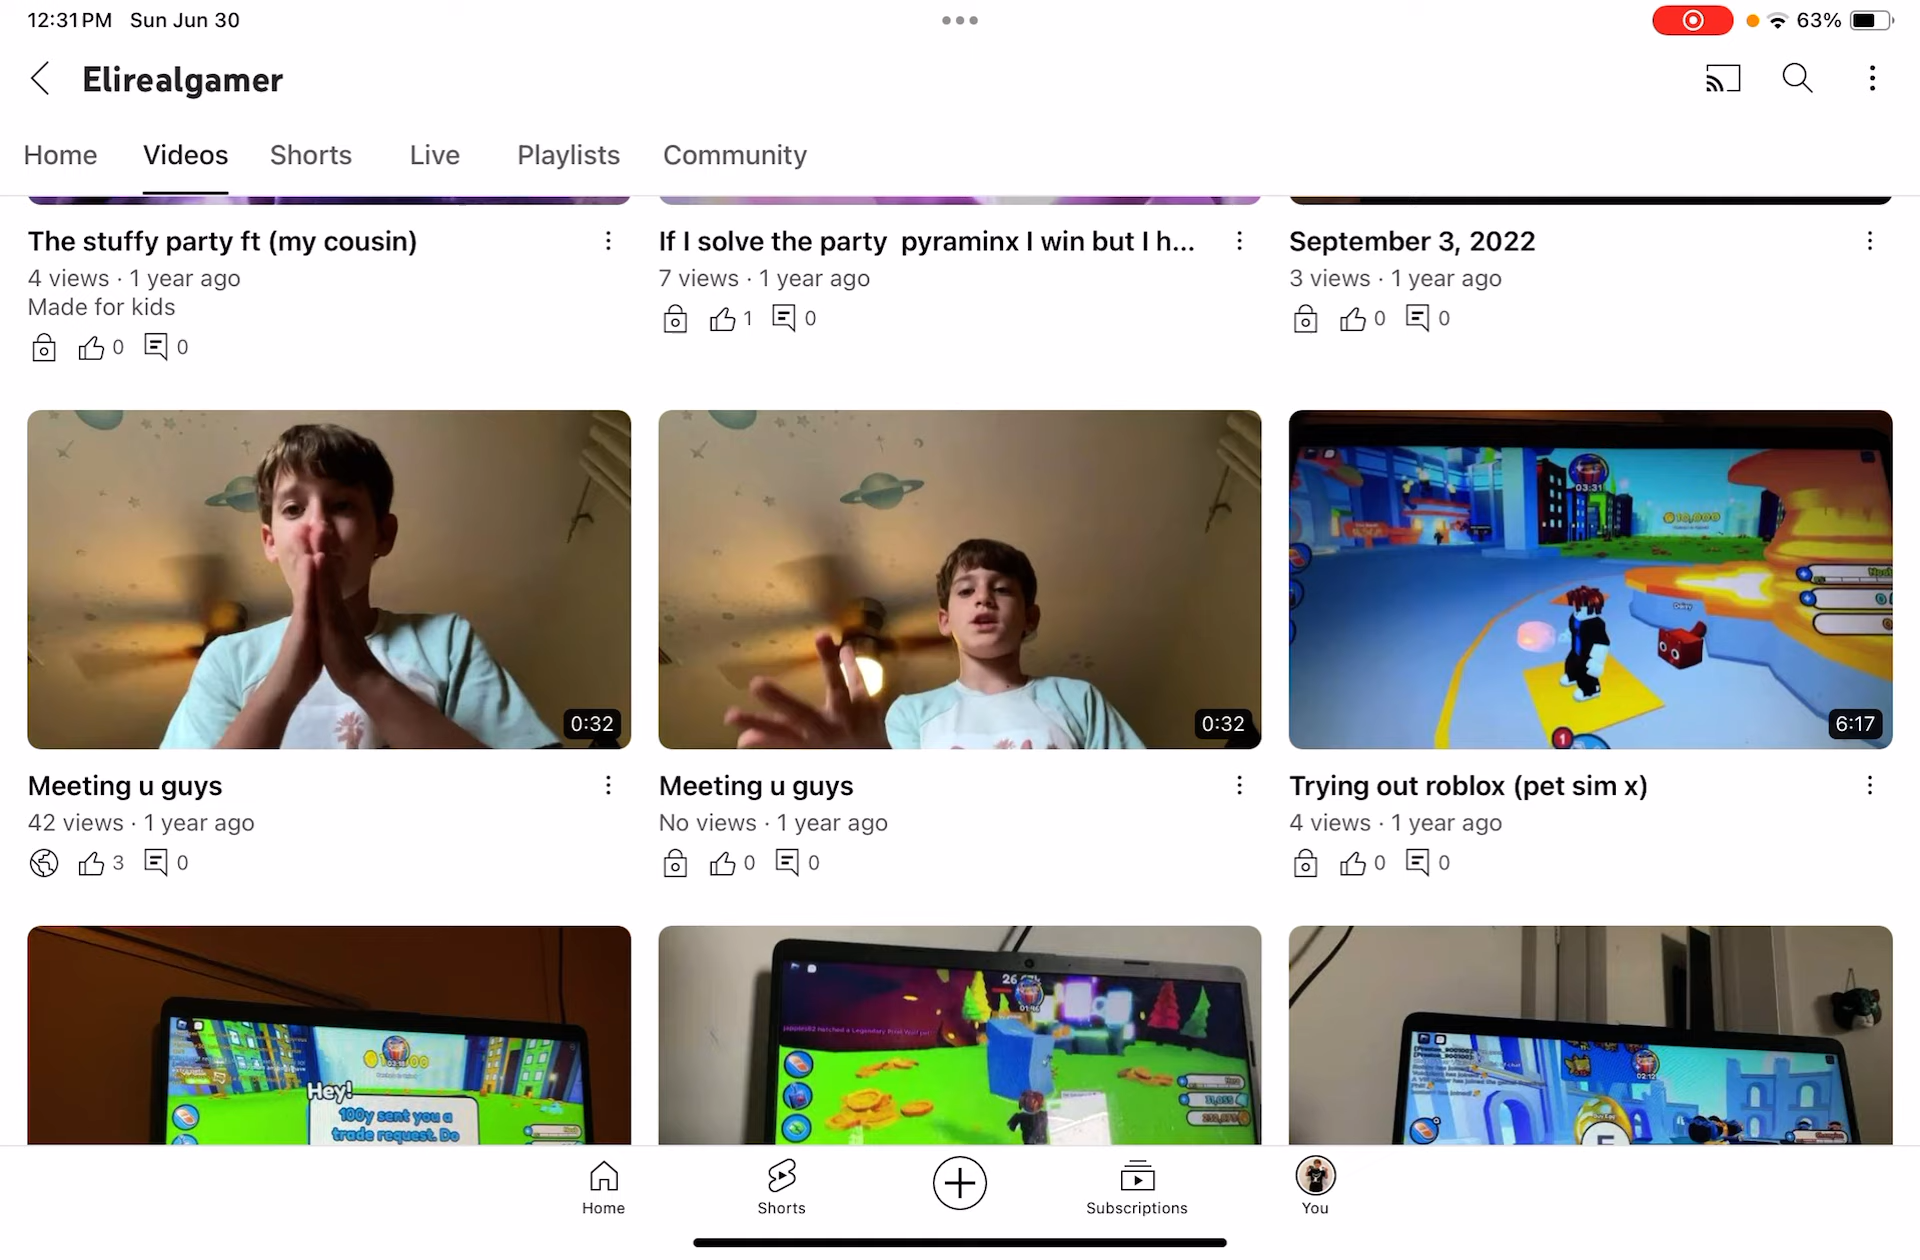 12:31 PM Sun Jun 30
63%
Elirealgamer
Home Videos Shorts Live Playlists Community
The stuffy party ft (my cousin)
4 views · 1 year ago
Made for kids
0 0
If I solve the party pyraminx I win but I h...
7 views · 1 year ago
1 0
September 3, 2022
3 views · 1 year ago
0 0
0:32
0:32
03:31
10,000
6:17
Meeting u guys
42 views · 1 year ago
3 0
Meeting u guys
No views · 1 year ago
0 0
Trying out roblox (pet sim x)
4 views · 1 year ago
0 0
Hey!
100y sent you a
trade request. Do
Home Shorts Subscriptions You